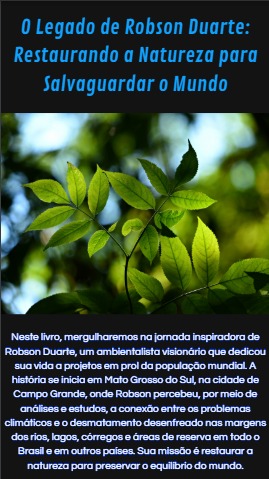 O Legado de Robson Duarte:
Restaurando a Natureza para
Salvaguardar o Mundo
Neste livro, mergulharemos na jornada inspiradora de
Robson Duarte, um ambientalista visionário que dedicou
sua vida a projetos em prol da população mundial. A
história se inicia em Mato Grosso do Sul, na cidade de
Campo Grande, onde Robson percebeu, por meio de
análises e estudos, a conexão entre os problemas
climáticos e o desmatamento desenfreado nas margens
dos rios, lagos, córregos e áreas de reserva em todo o
Brasil e em outros países. Sua missão é restaurar a
natureza para preservar o equilíbrio do mundo.